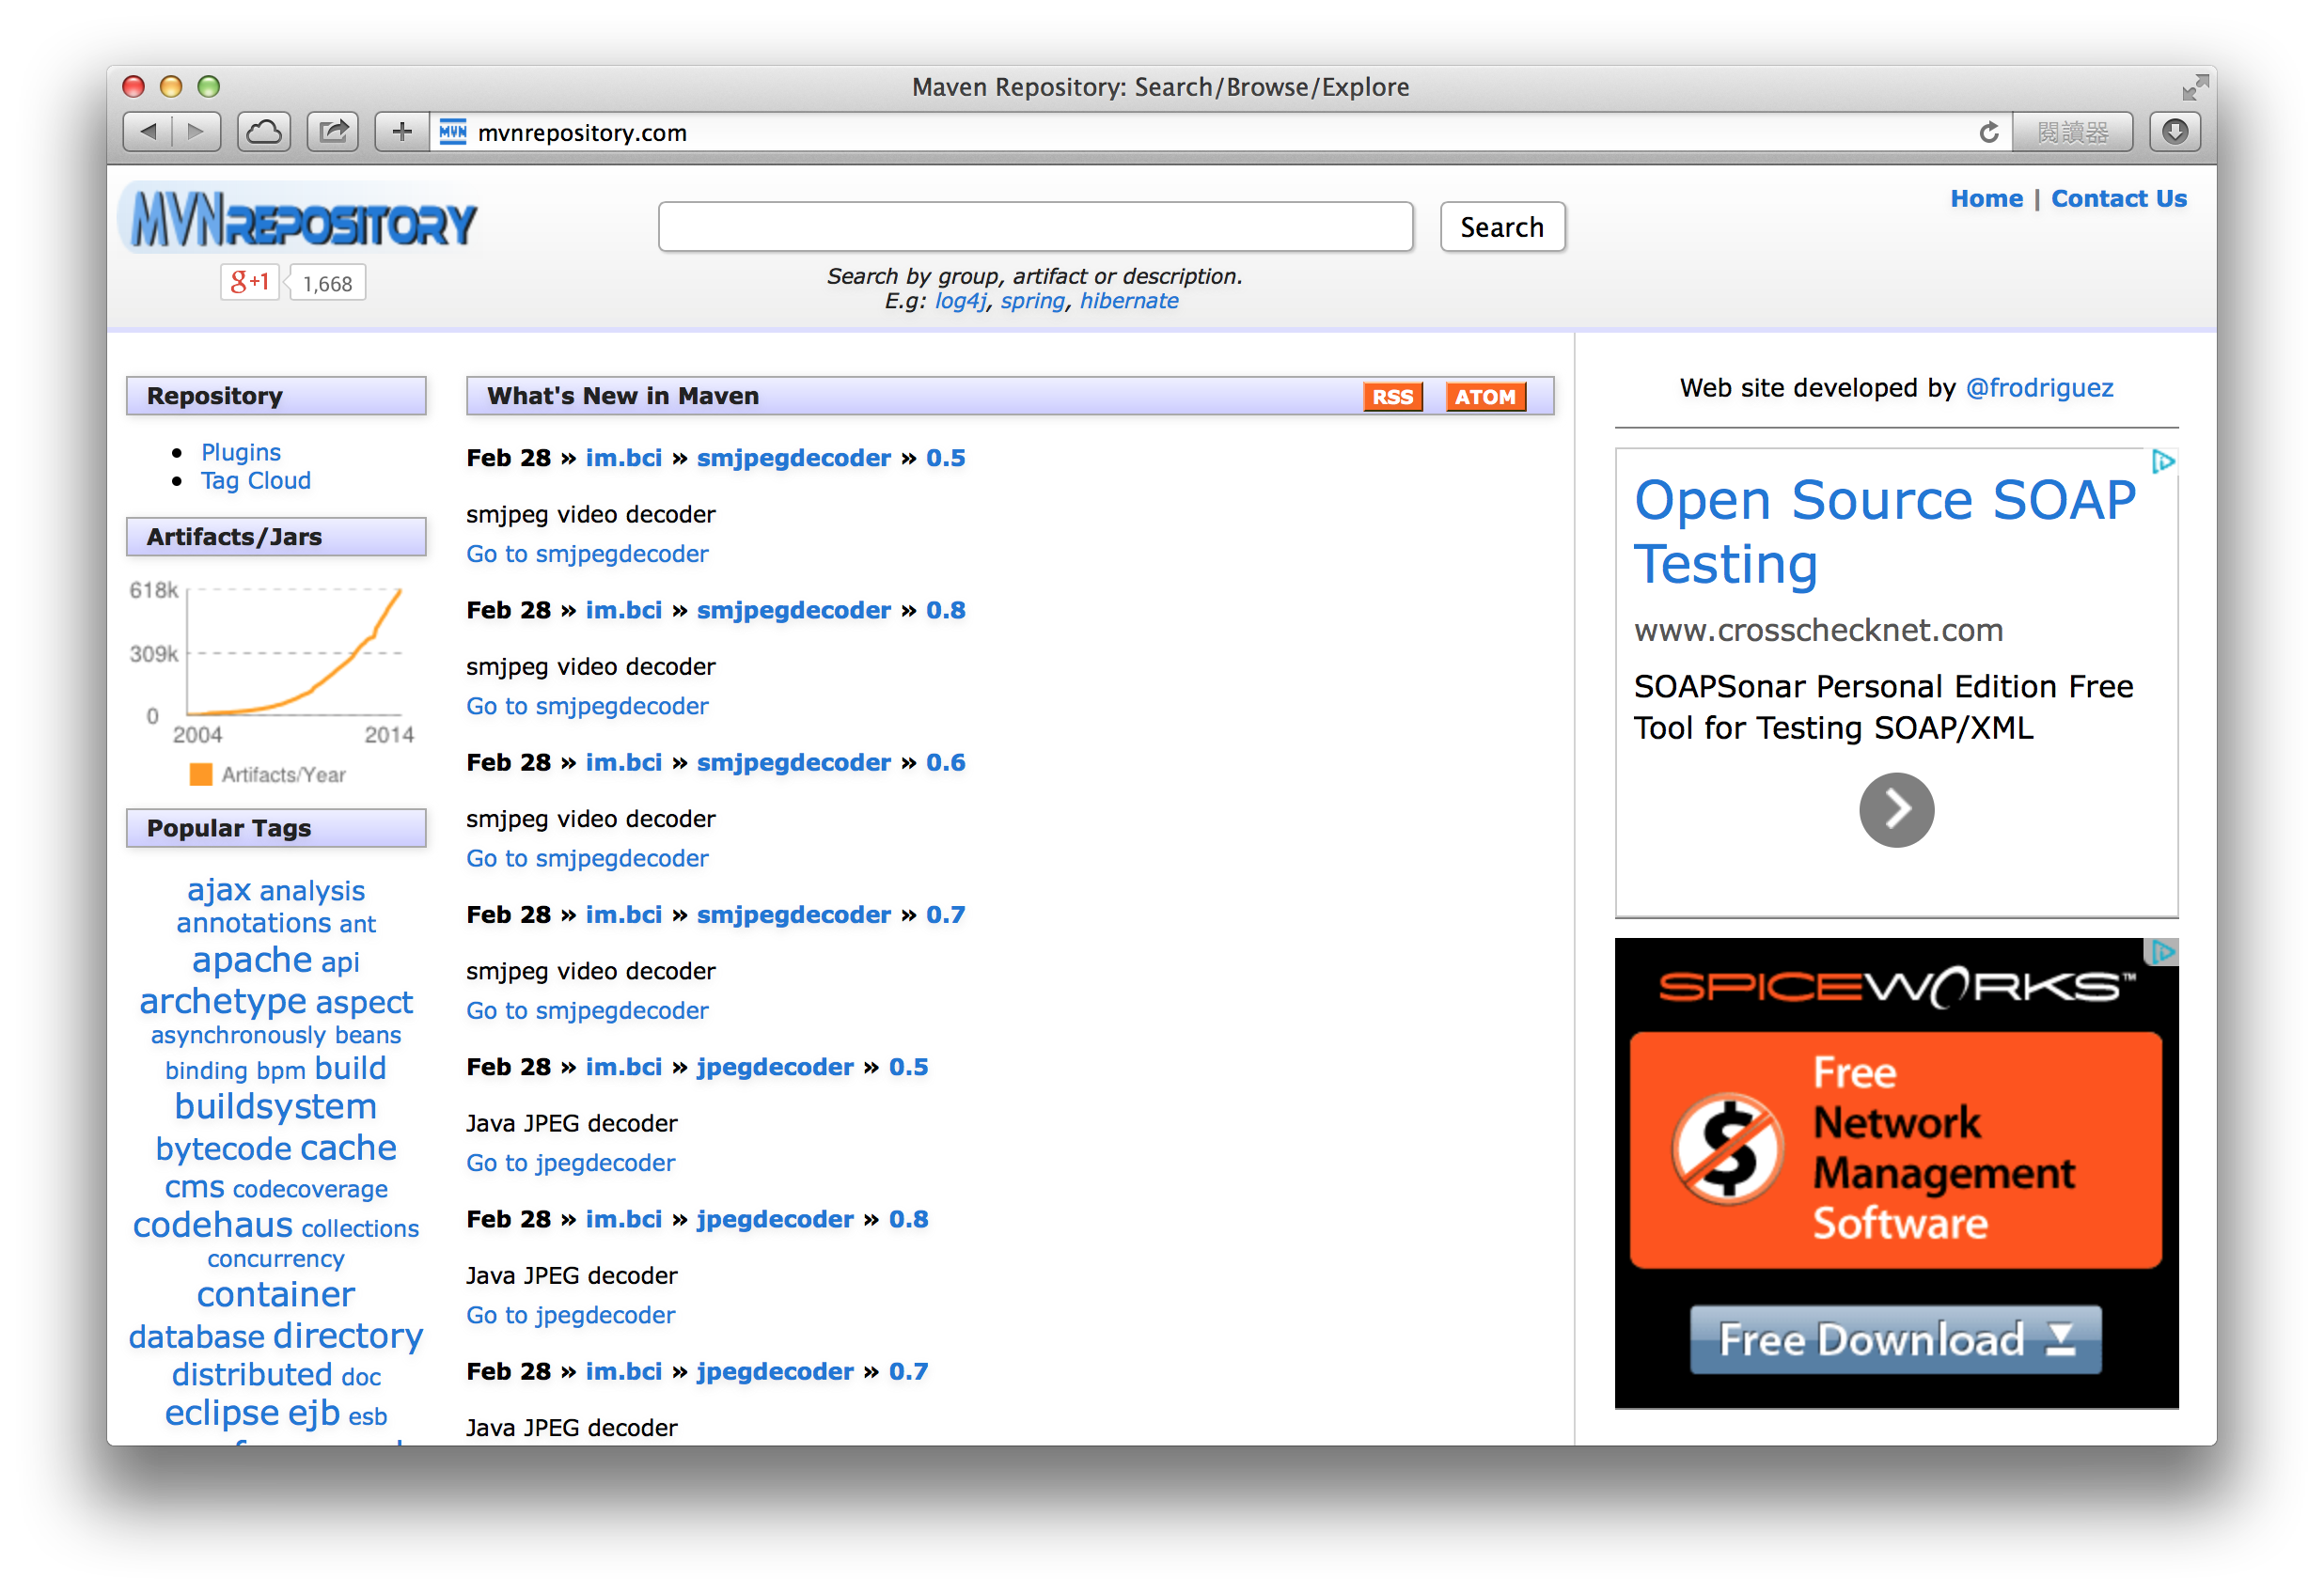 Maven Repository: Search/Browse/Explore
mvnrepository.com
閱讀器
MVNREPOSITORY
g+1 1,668
Search
Search by group, artifact or description.
E.g: log4j, spring, hibernate
Home | Contact Us
Repository
Plugins
Tag Cloud
Artifacts/Jars
618k
309k
0
2004 2014
Artifacts/Year
Popular Tags
ajax analysis
annotations ant
apache api
archetype aspect
asynchronously beans
binding bpm build
buildsystem
bytecode cache
cms codecoverage
codehaus collections
concurrency
container
database directory
distributed doc
eclipse ejb esb
What's New in Maven RSS ATOM
Feb 28 » im.bci » smjpegdecoder » 0.5
smjpeg video decoder
Go to smjpegdecoder
Feb 28 » im.bci » smjpegdecoder » 0.8
smjpeg video decoder
Go to smjpegdecoder
Feb 28 » im.bci » smjpegdecoder » 0.6
smjpeg video decoder
Go to smjpegdecoder
Feb 28 » im.bci » smjpegdecoder » 0.7
smjpeg video decoder
Go to smjpegdecoder
Feb 28 » im.bci » jpegdecoder » 0.5
Java JPEG decoder
Go to jpegdecoder
Feb 28 » im.bci » jpegdecoder » 0.8
Java JPEG decoder
Go to jpegdecoder
Feb 28 » im.bci » jpegdecoder » 0.7
Java JPEG decoder
Web site developed by @frodriguez
Open Source SOAP
Testing
www.crosschecknet.com
SOAPSonar Personal Edition Free
Tool for Testing SOAP/XML
SPICEWORKS™
Free
Network
Management
Software
Free Download